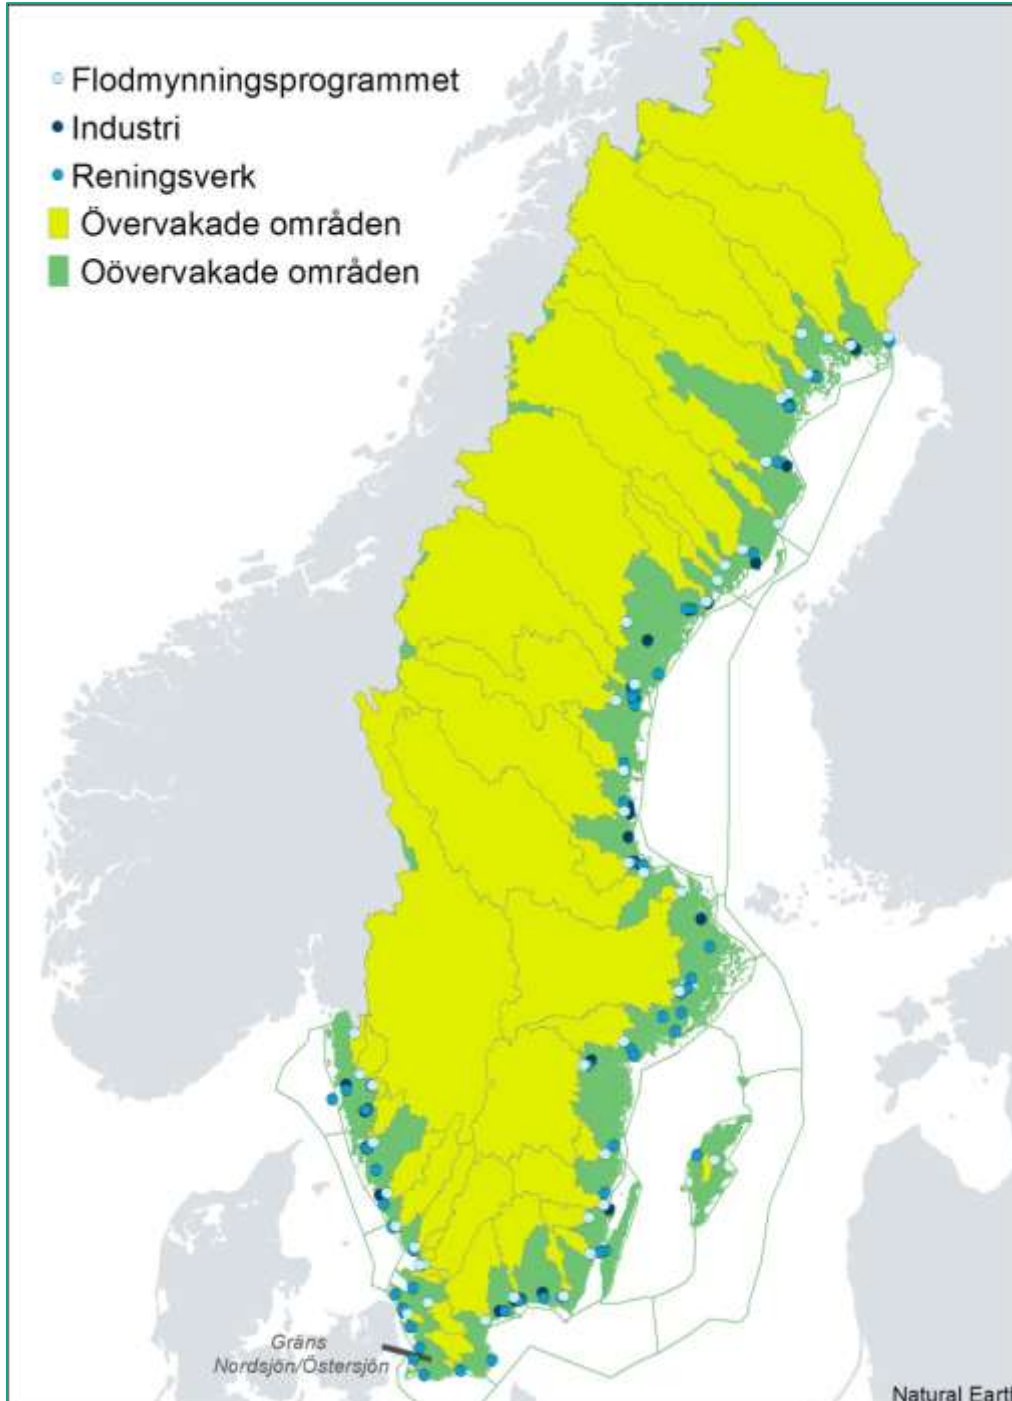 Flodmynningsprogrammet
Industri
Reningsverk
Övervakade områden
Oövervakade områden
Gräns
Nordsjön/Östersjön
Natural Earth